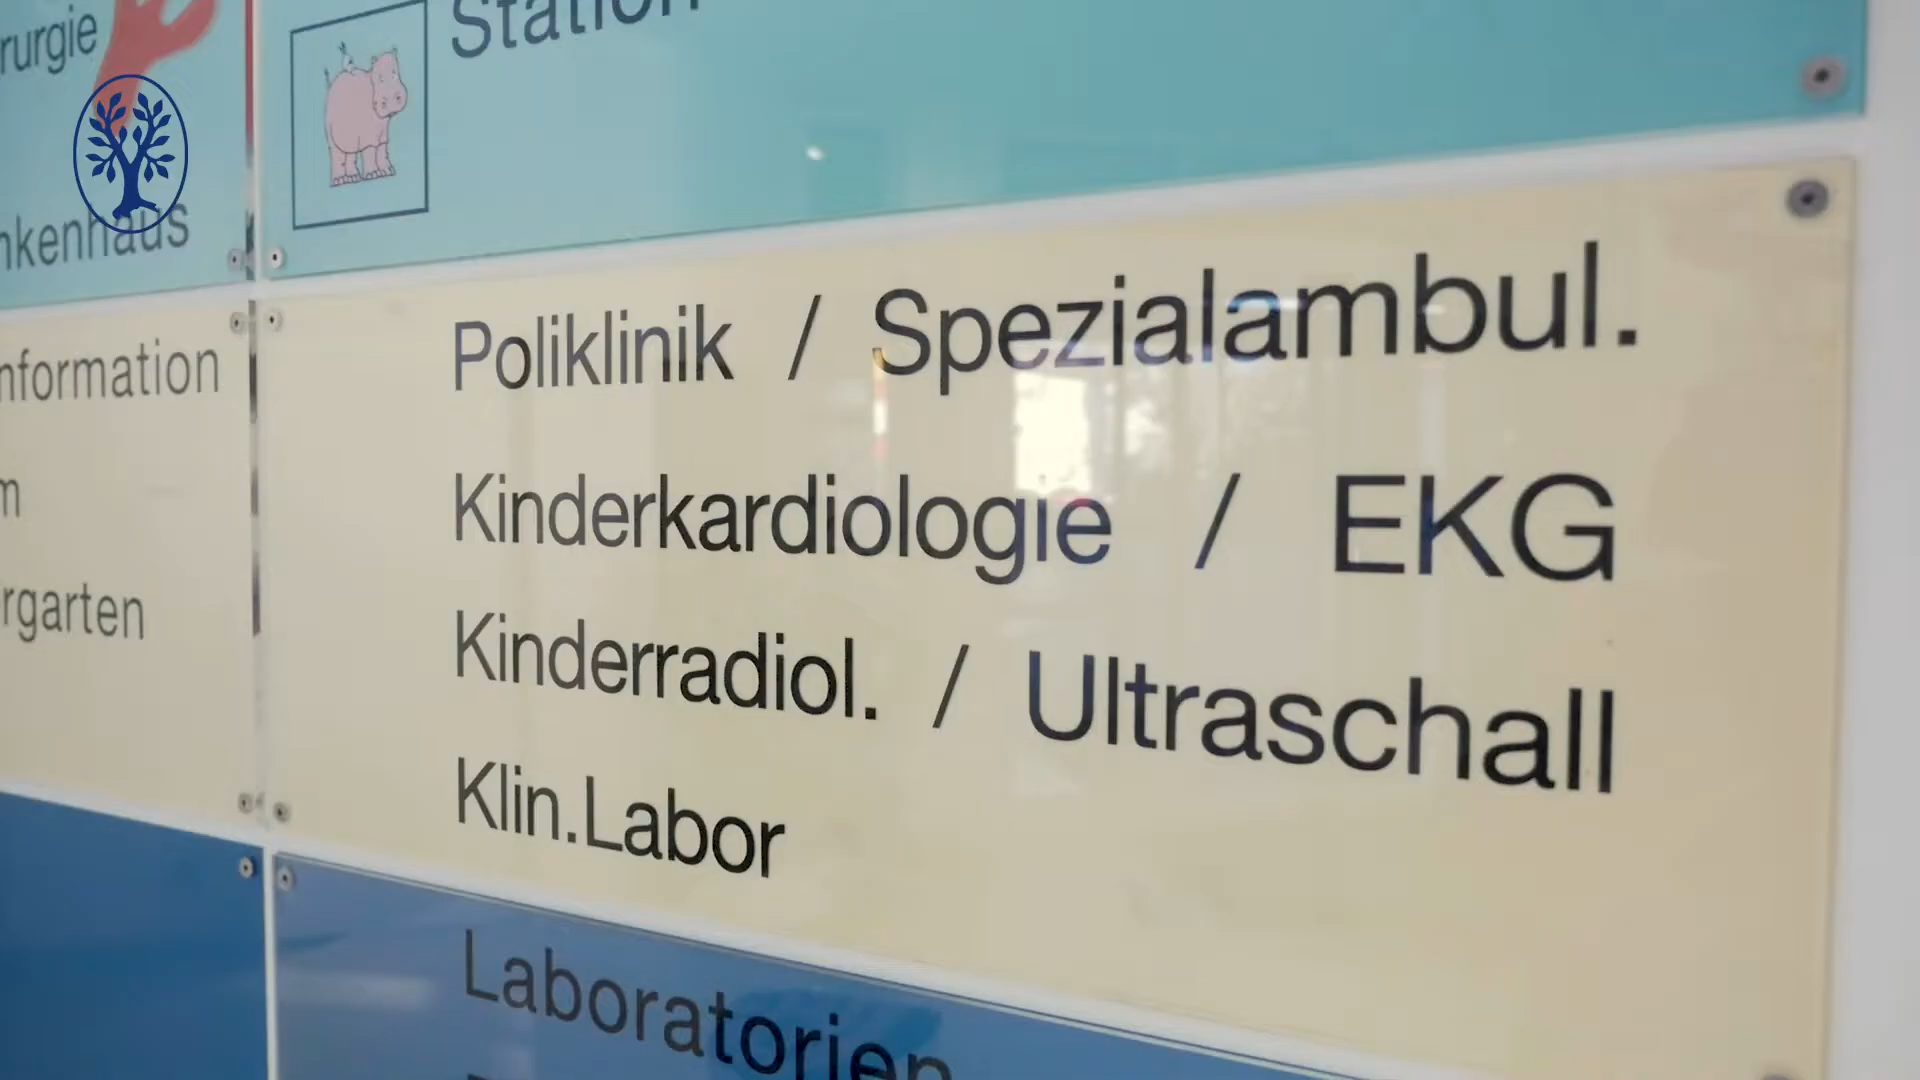 Station
Poliklinik / Spezialambul.
Kinderkardiologie / EKG
Kinderradiol. / Ultraschall
Klin.Labor
Laboratorien
rurgie
nkenhaus
nformation
m
rgarten